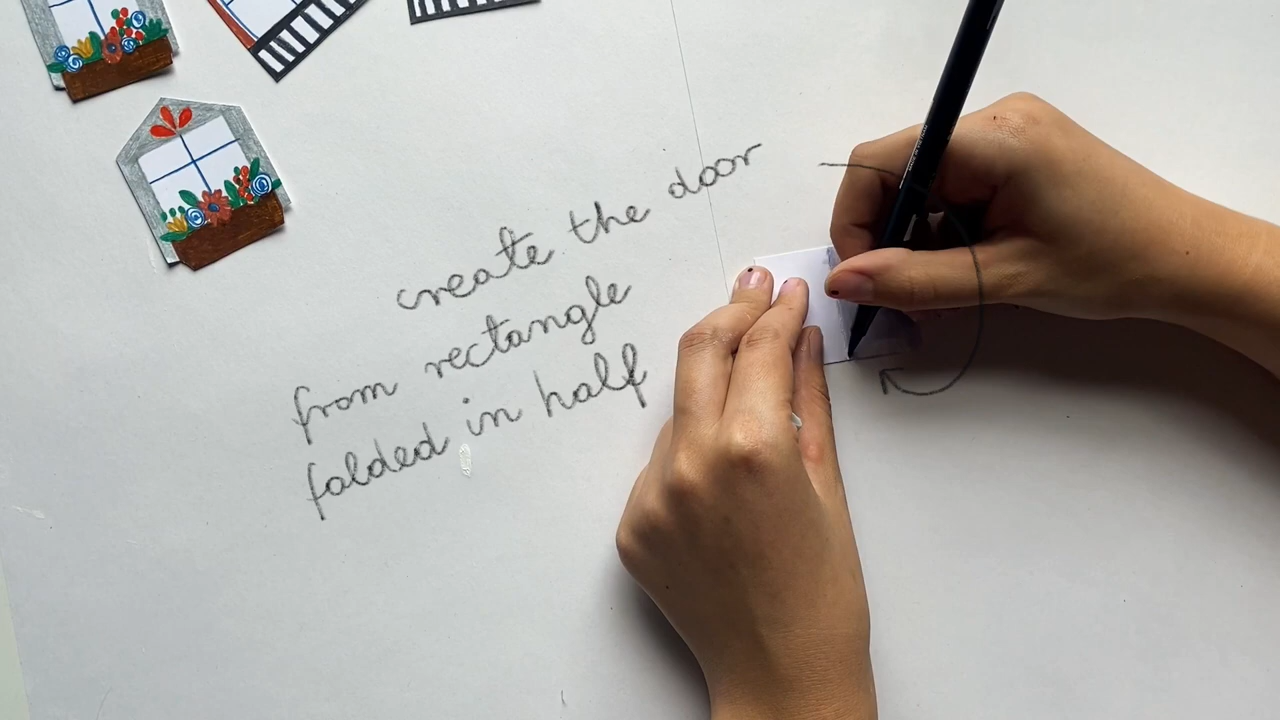 create the door
from rectangle
folded in half